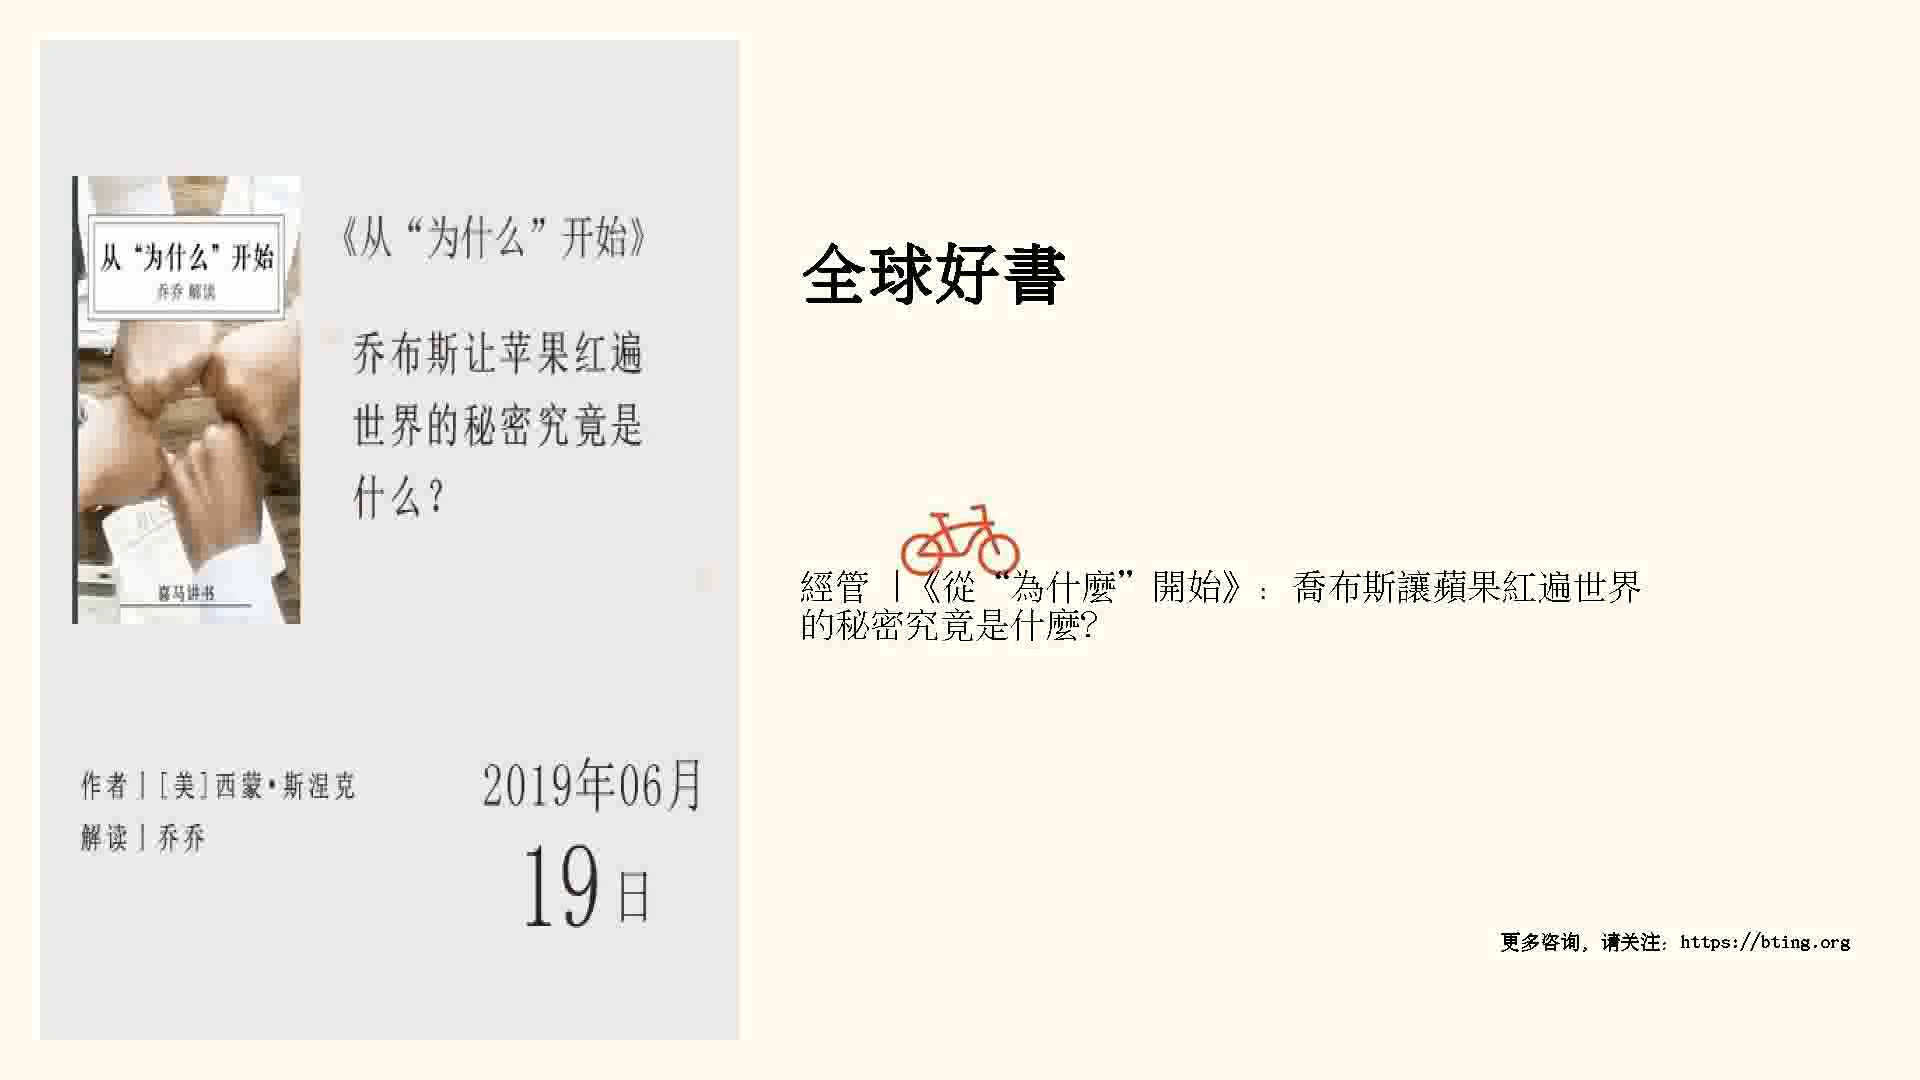 从“为什么”开始
乔乔 解读
喜马讲书
《从“为什么”开始》
乔布斯让苹果红遍
世界的秘密究竟是
什么？
作者丨[美]西蒙·斯涅克
解读丨乔乔
2019年06月
19日
全球好書
經管 |《從“為什麼”開始》：喬布斯讓蘋果紅遍世界
的秘密究竟是什麼?
更多咨询，请关注：https://bting.org